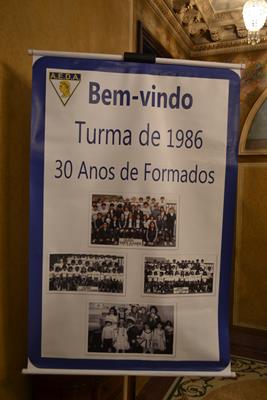 A.E.D.A.
Bem-vindo
Turma de 1986
30 Anos de Formados